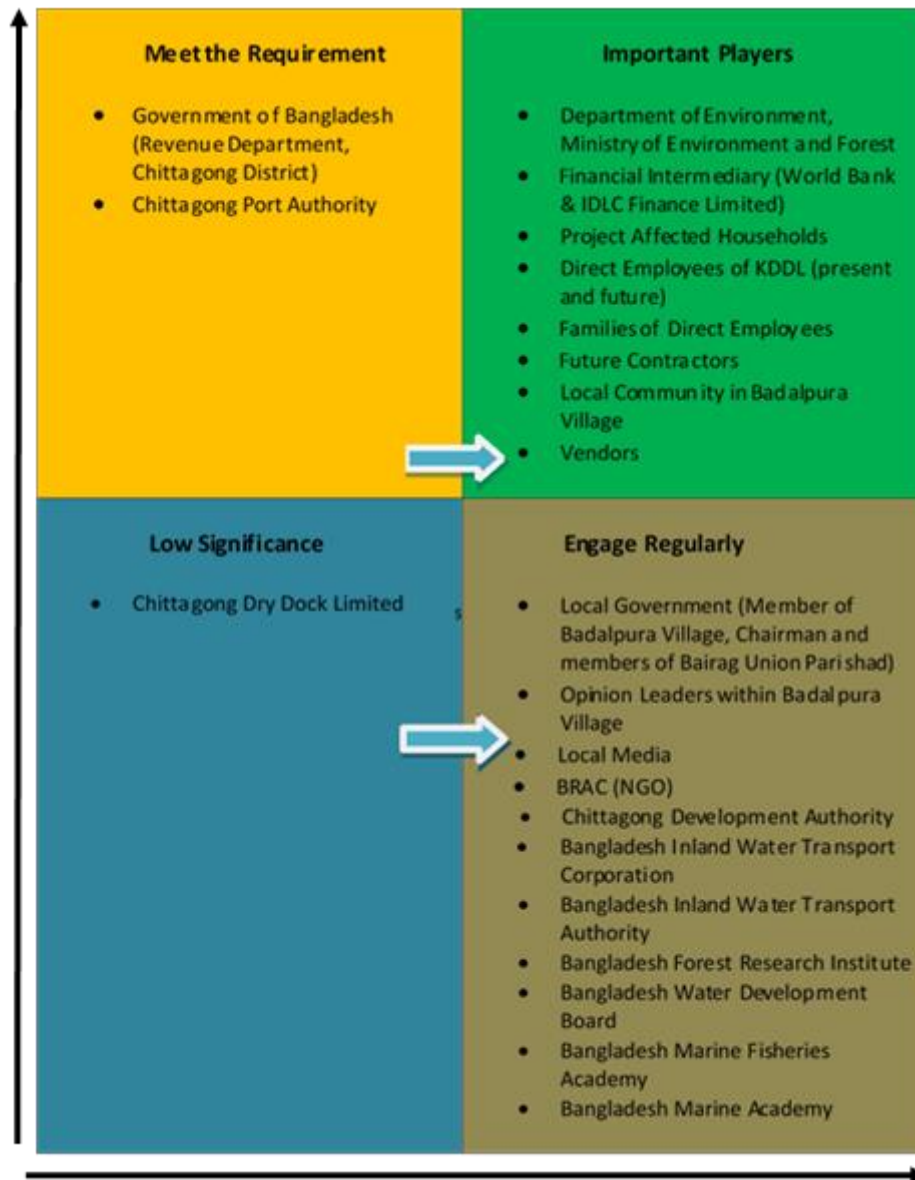 Meet the Requirement
• Government of Bangladesh
(Revenue Department,
Chittagong District)
• Chittagong Port Authority
Important Players
• Department of Environment,
Ministry of Environment and Forest
• Financial Intermediary (World Bank
& IDLC Finance Limited)
• Project Affected Households
• Direct Employees of KDDL (present
and future)
• Families of Direct Employees
• Future Contractors
• Local Community in Badalpura
Village
• Vendors
Low Significance
• Chittagong Dry Dock Limited
s
Engage Regularly
• Local Government (Member of
Badalpura Village, Chairman and
members of Bairag Union Parishad)
• Opinion Leaders within Badalpura
Village
• Local Media
• BRAC (NGO)
• Chittagong Development Authority
• Bangladesh Inland Water Transport
Corporation
• Bangladesh Inland Water Transport
Authority
• Bangladesh Forest Research Institute
• Bangladesh Water Development
Board
• Bangladesh Marine Fisheries
Academy
• Bangladesh Marine Academy